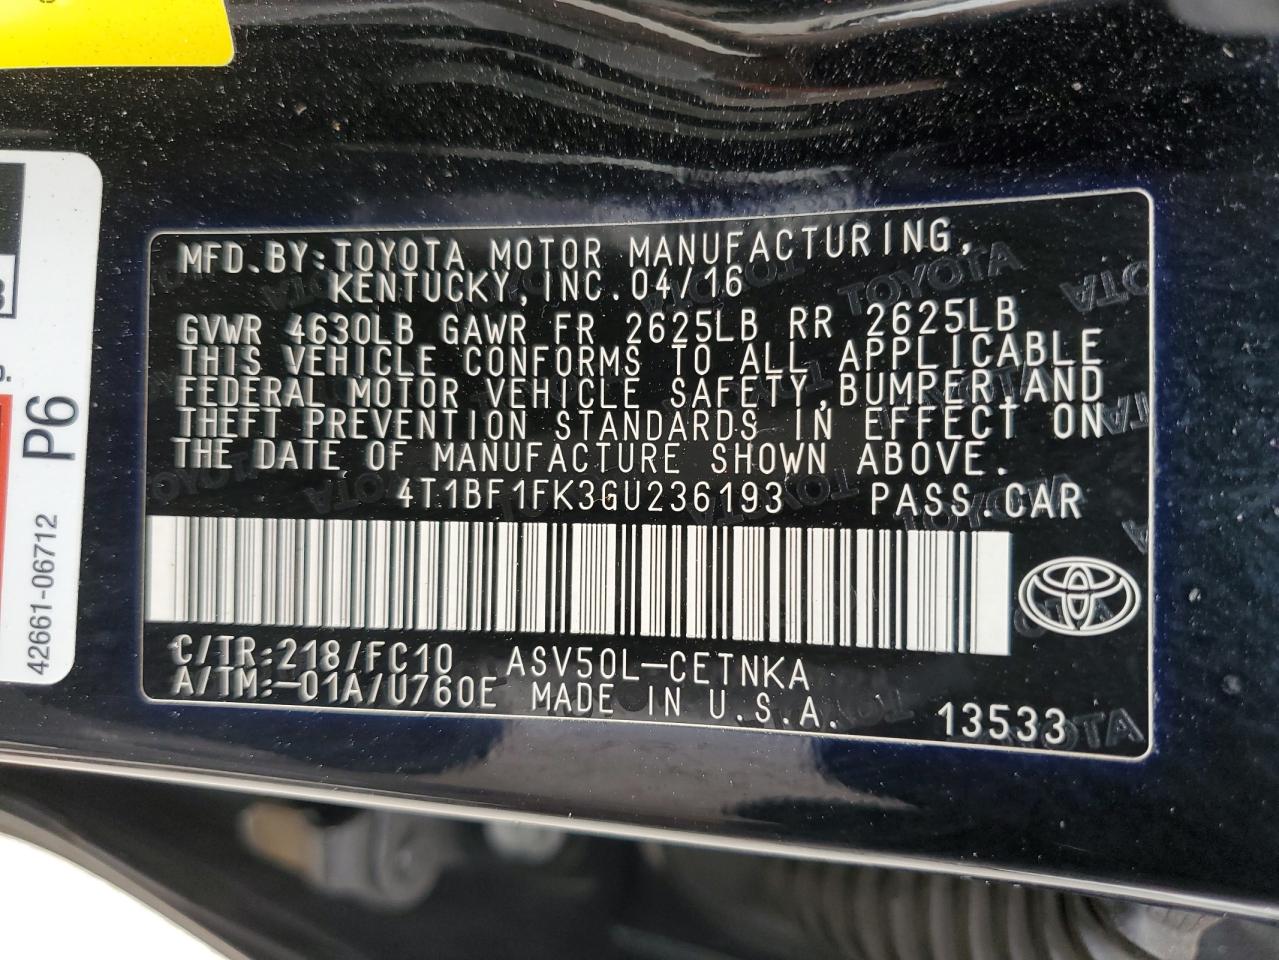 MFD.BY:TOYOTA MOTOR MANUFACTURING,
KENTUCKY,INC.04/16
GVWR 4630LB GAWR FR 2625LB RR 2625LB
THIS VEHICLE CONFORMS TO ALL APPLICABLE
FEDERAL MOTOR VEHICLE SAFETY,BUMPER,AND
THEFT PREVENTION STANDARDS IN EFFECT ON
THE DATE OF MANUFACTURE SHOWN ABOVE.
4T1BF1FK3GU236193 PASS.CAR
C/TR:218/FC10 ASV50L-CETNKA
A/TM:-01A/U760E MADE IN U.S.A.
13533
P6
42661-06712
TOYOTA
TOYOTA